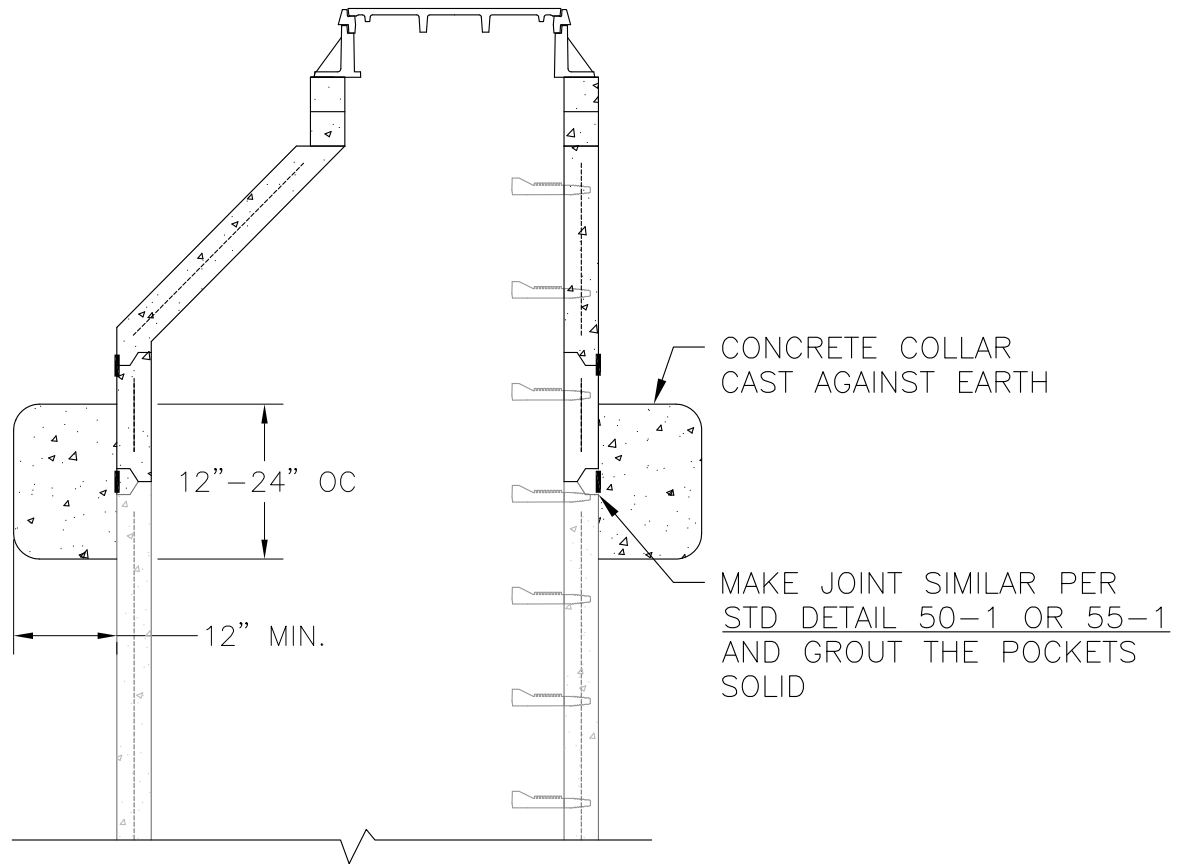 CONCRETE COLLAR
CAST AGAINST EARTH
12”-24” OC
MAKE JOINT SIMILAR PER
STD DETAIL 50-1 OR 55-1
AND GROUT THE POCKETS
SOLID
12” MIN.